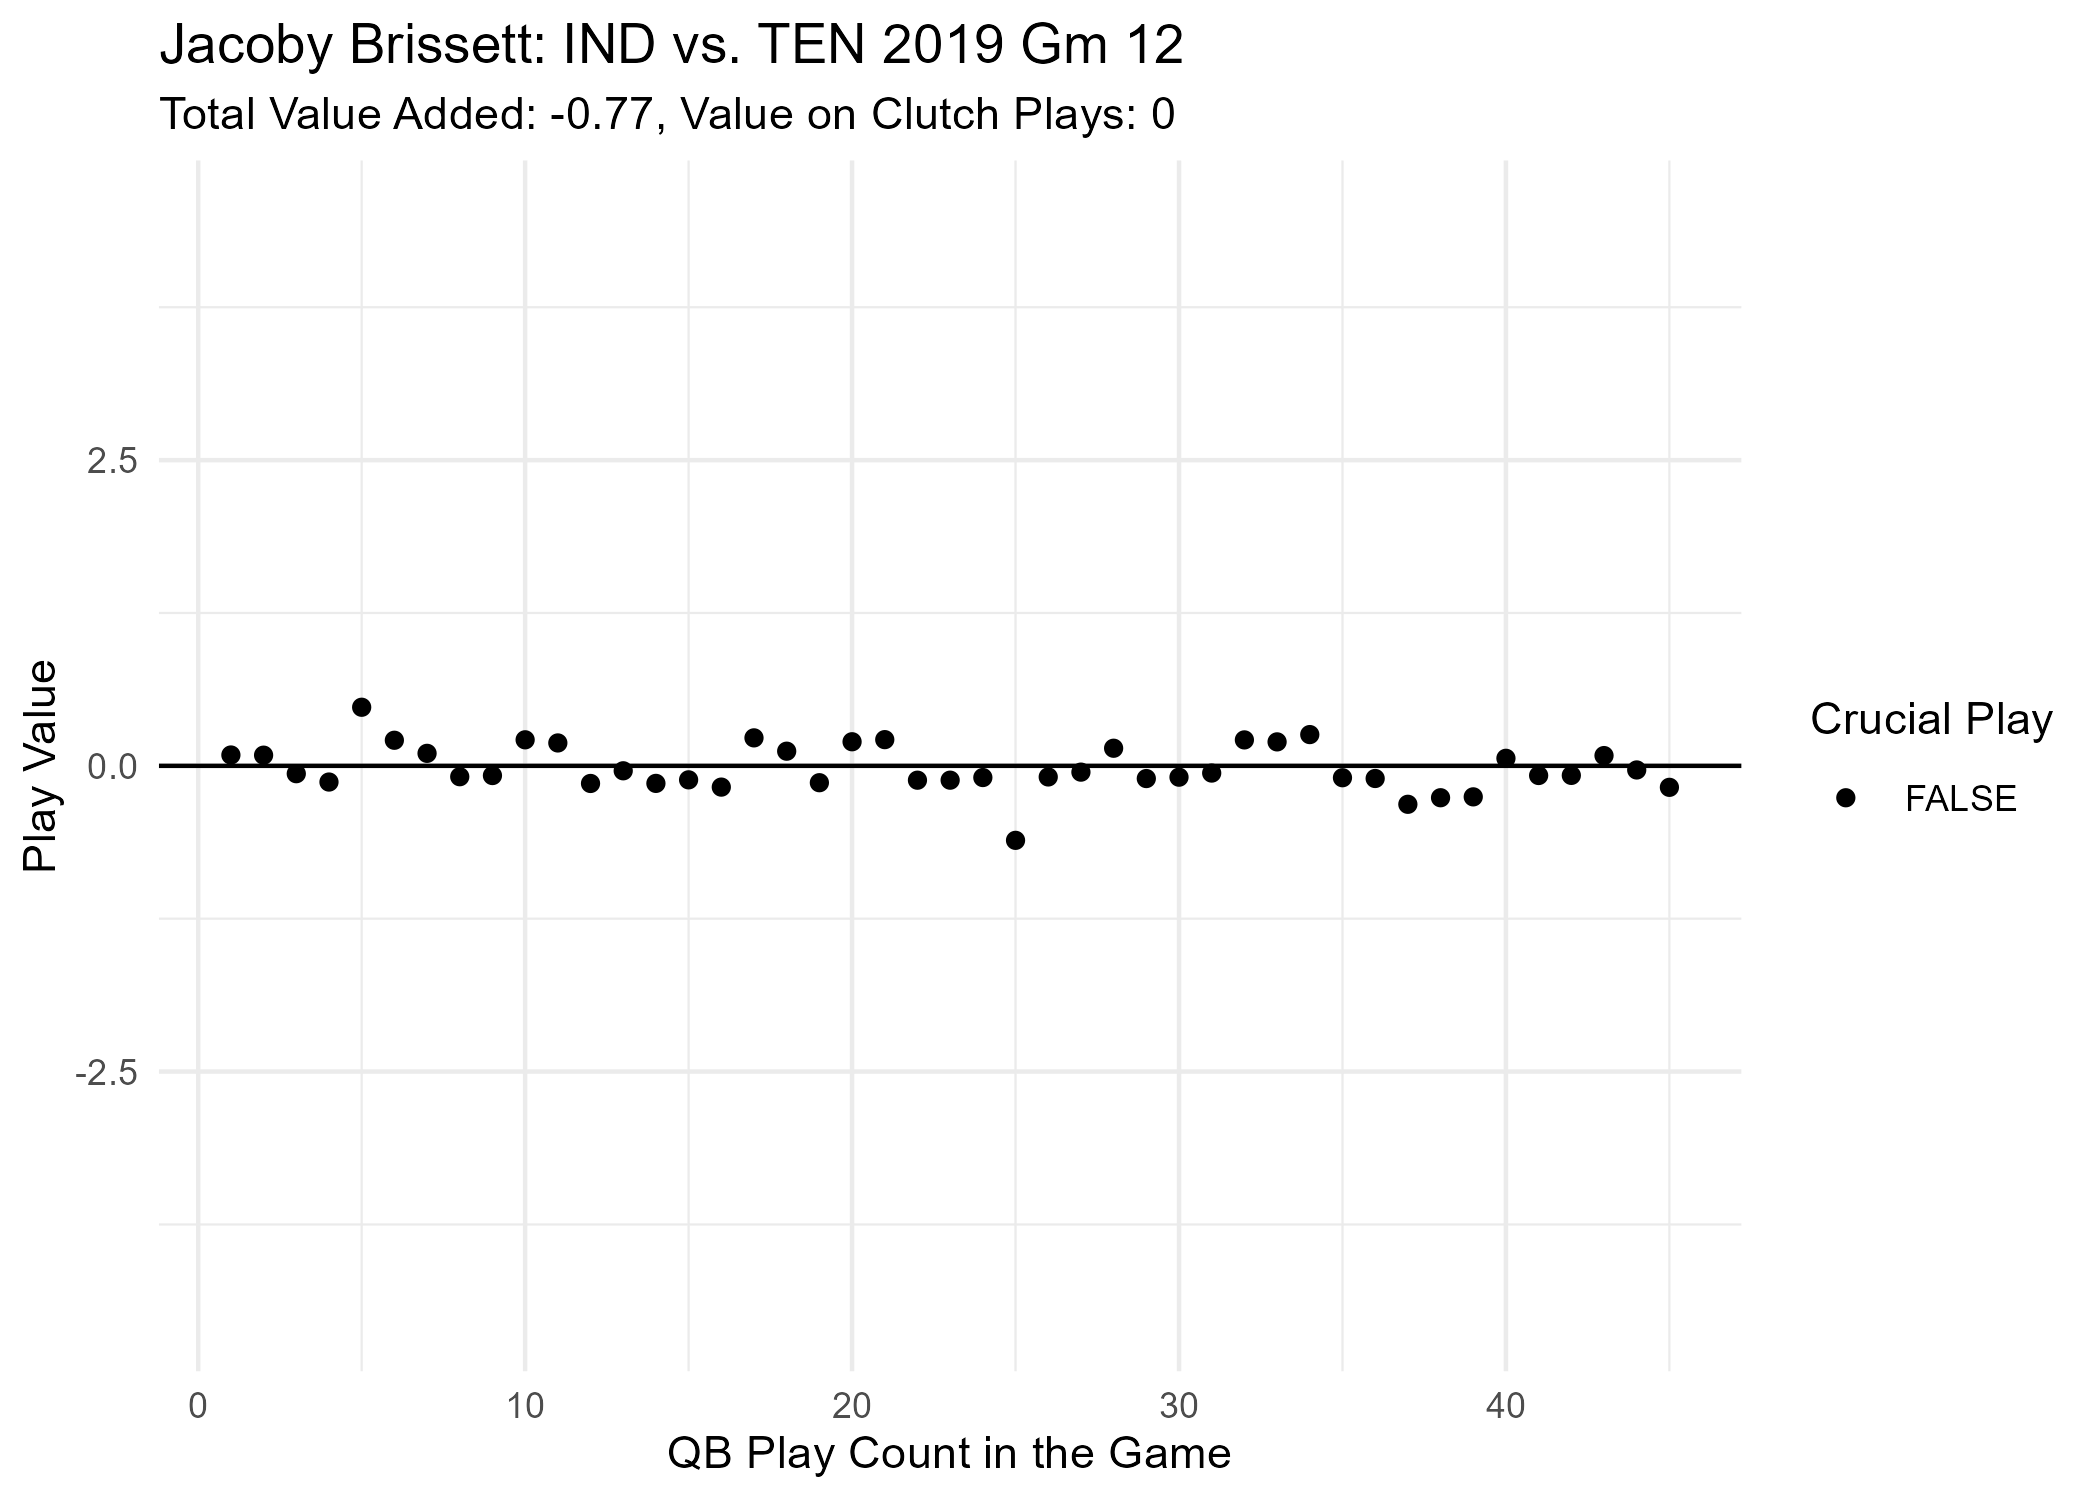 Jacoby Brissett: IND vs. TEN 2019 Gm 12
Total Value Added: -0.77, Value on Clutch Plays: 0
Play Value
2.5
0.0
-2.5
0 10 20 30 40
QB Play Count in the Game
Crucial Play
FALSE